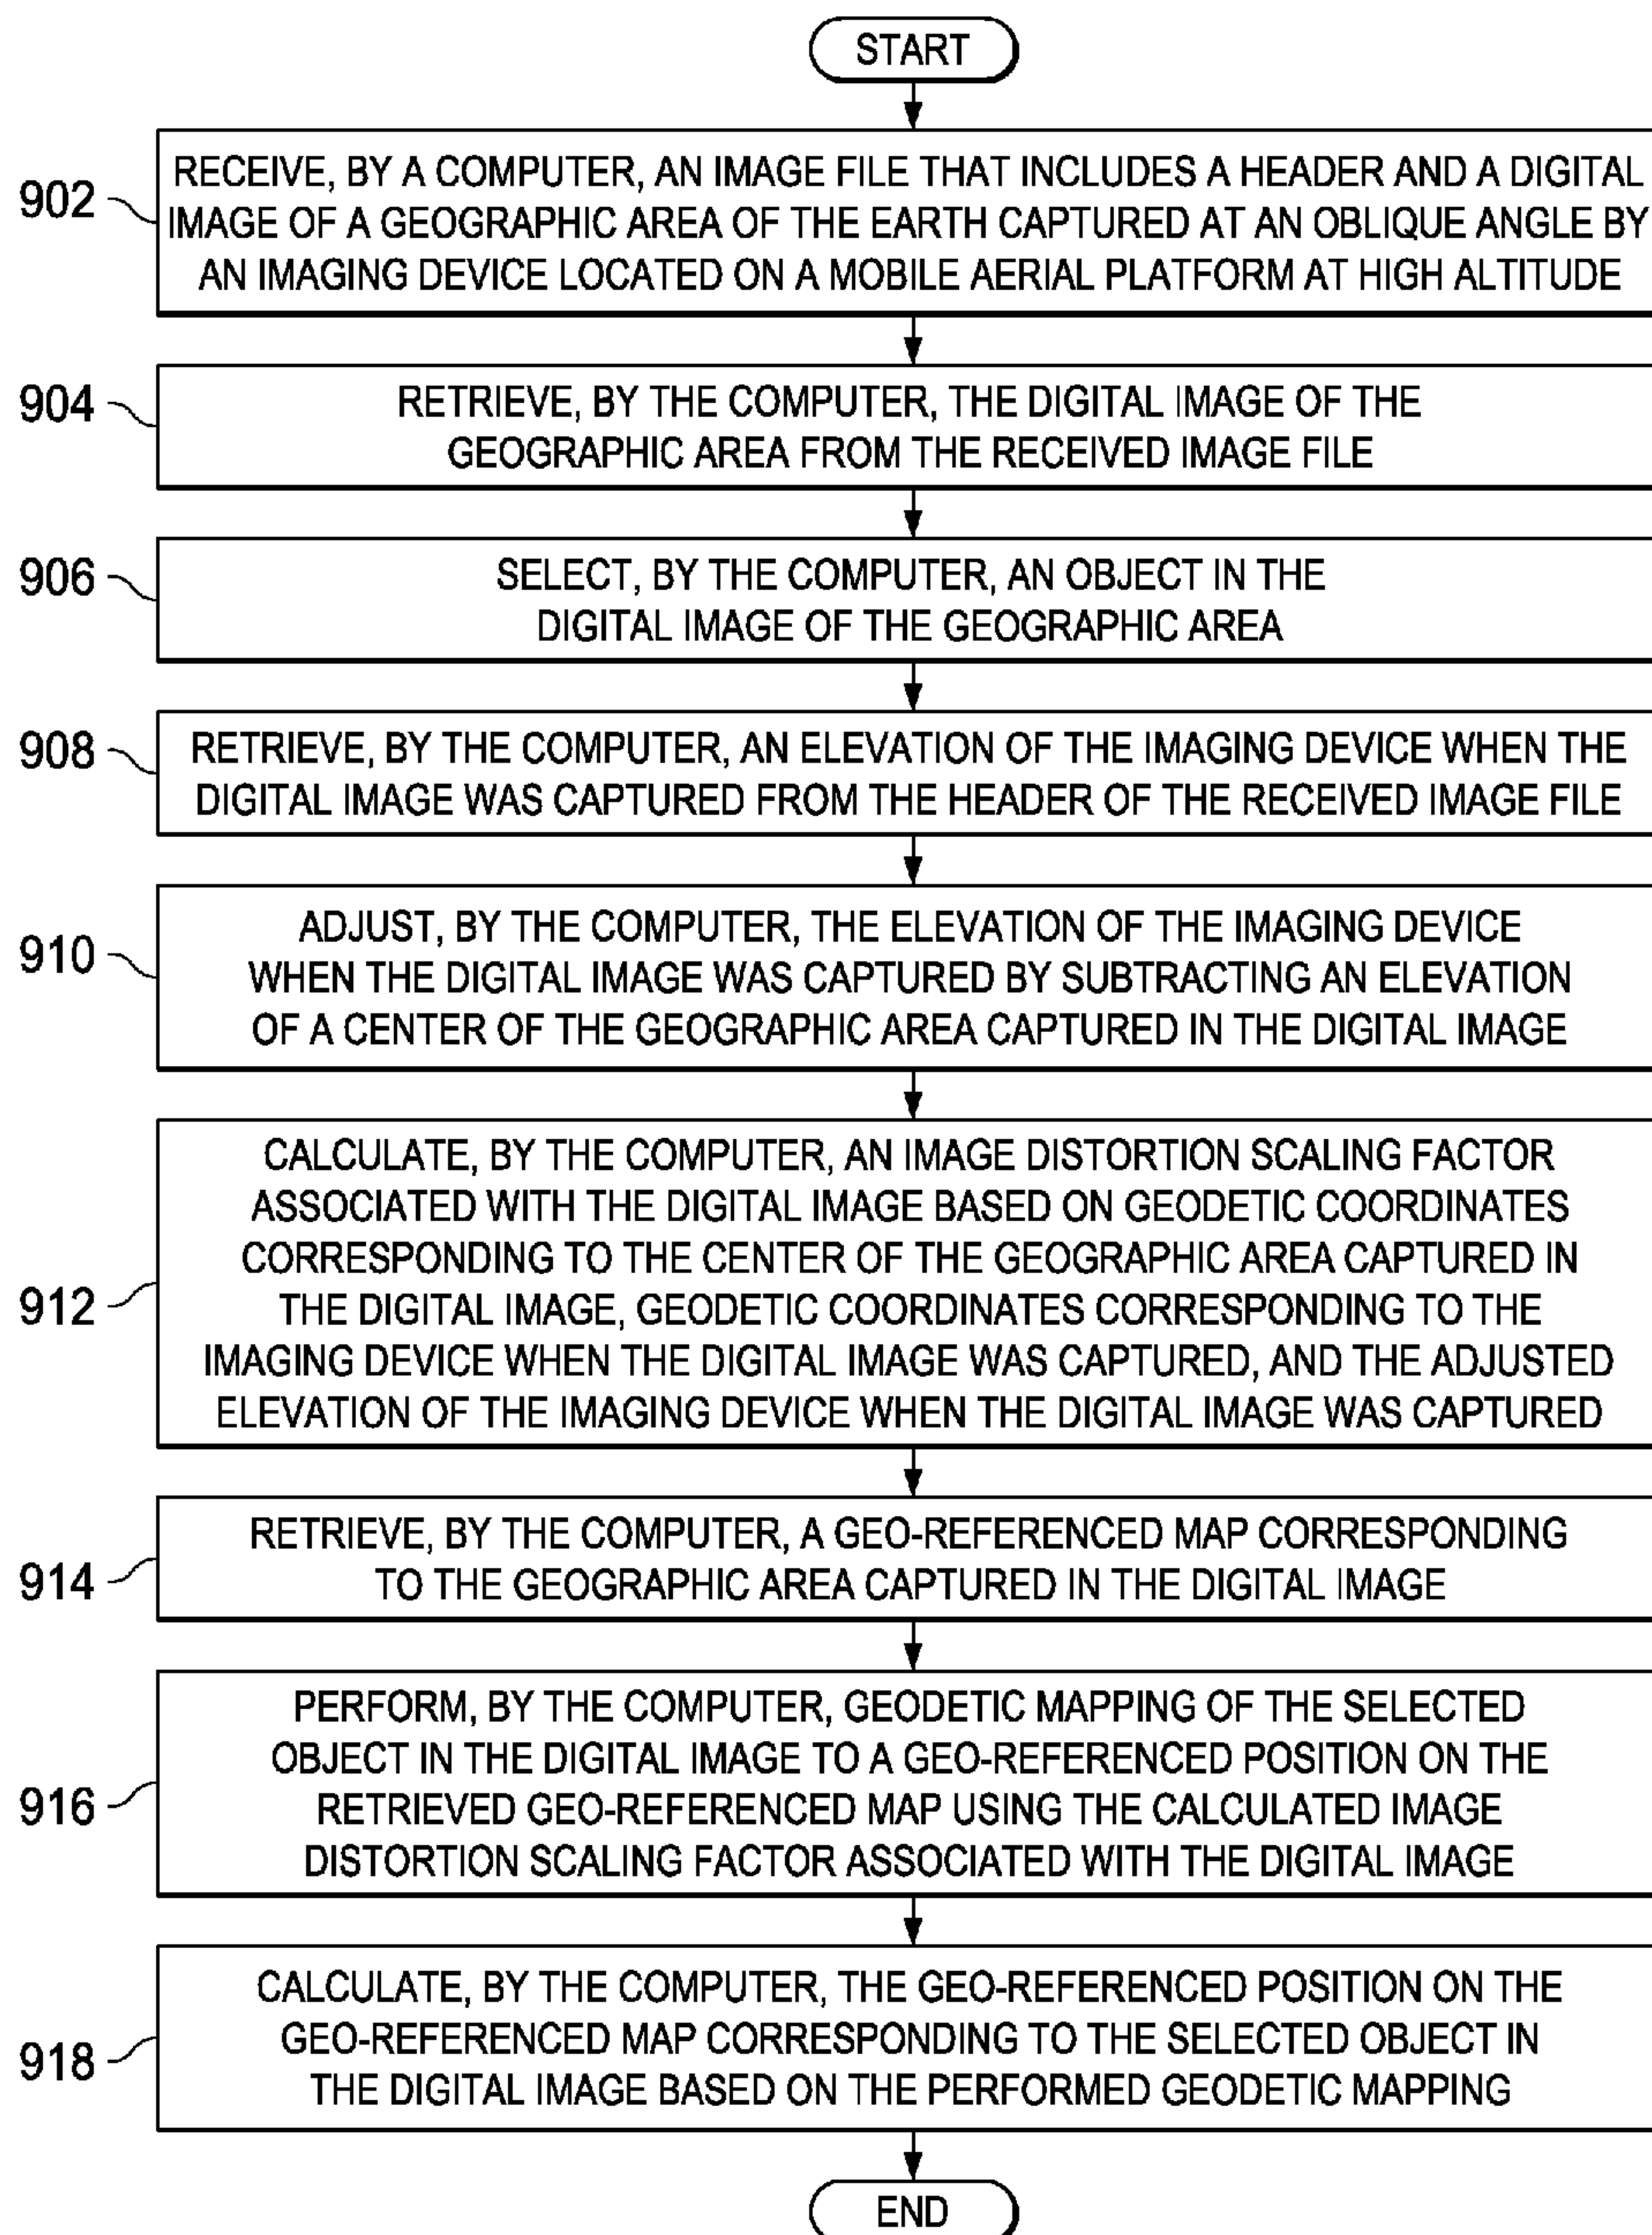 START
902
RECEIVE, BY A COMPUTER, AN IMAGE FILE THAT INCLUDES A HEADER AND A DIGITAL
IMAGE OF A GEOGRAPHIC AREA OF THE EARTH CAPTURED AT AN OBLIQUE ANGLE BY
AN IMAGING DEVICE LOCATED ON A MOBILE AERIAL PLATFORM AT HIGH ALTITUDE
904
RETRIEVE, BY THE COMPUTER, THE DIGITAL IMAGE OF THE
GEOGRAPHIC AREA FROM THE RECEIVED IMAGE FILE
906
SELECT, BY THE COMPUTER, AN OBJECT IN THE
DIGITAL IMAGE OF THE GEOGRAPHIC AREA
908
RETRIEVE, BY THE COMPUTER, AN ELEVATION OF THE IMAGING DEVICE WHEN THE
DIGITAL IMAGE WAS CAPTURED FROM THE HEADER OF THE RECEIVED IMAGE FILE
910
ADJUST, BY THE COMPUTER, THE ELEVATION OF THE IMAGING DEVICE
WHEN THE DIGITAL IMAGE WAS CAPTURED BY SUBTRACTING AN ELEVATION
OF A CENTER OF THE GEOGRAPHIC AREA CAPTURED IN THE DIGITAL IMAGE
912
CALCULATE, BY THE COMPUTER, AN IMAGE DISTORTION SCALING FACTOR
ASSOCIATED WITH THE DIGITAL IMAGE BASED ON GEODETIC COORDINATES
CORRESPONDING TO THE CENTER OF THE GEOGRAPHIC AREA CAPTURED IN
THE DIGITAL IMAGE, GEODETIC COORDINATES CORRESPONDING TO THE
IMAGING DEVICE WHEN THE DIGITAL IMAGE WAS CAPTURED, AND THE ADJUSTED
ELEVATION OF THE IMAGING DEVICE WHEN THE DIGITAL IMAGE WAS CAPTURED
914
RETRIEVE, BY THE COMPUTER, A GEO-REFERENCED MAP CORRESPONDING
TO THE GEOGRAPHIC AREA CAPTURED IN THE DIGITAL IMAGE
916
PERFORM, BY THE COMPUTER, GEODETIC MAPPING OF THE SELECTED
OBJECT IN THE DIGITAL IMAGE TO A GEO-REFERENCED POSITION ON THE
RETRIEVED GEO-REFERENCED MAP USING THE CALCULATED IMAGE
DISTORTION SCALING FACTOR ASSOCIATED WITH THE DIGITAL IMAGE
918
CALCULATE, BY THE COMPUTER, THE GEO-REFERENCED POSITION ON THE
GEO-REFERENCED MAP CORRESPONDING TO THE SELECTED OBJECT IN
THE DIGITAL IMAGE BASED ON THE PERFORMED GEODETIC MAPPING
END